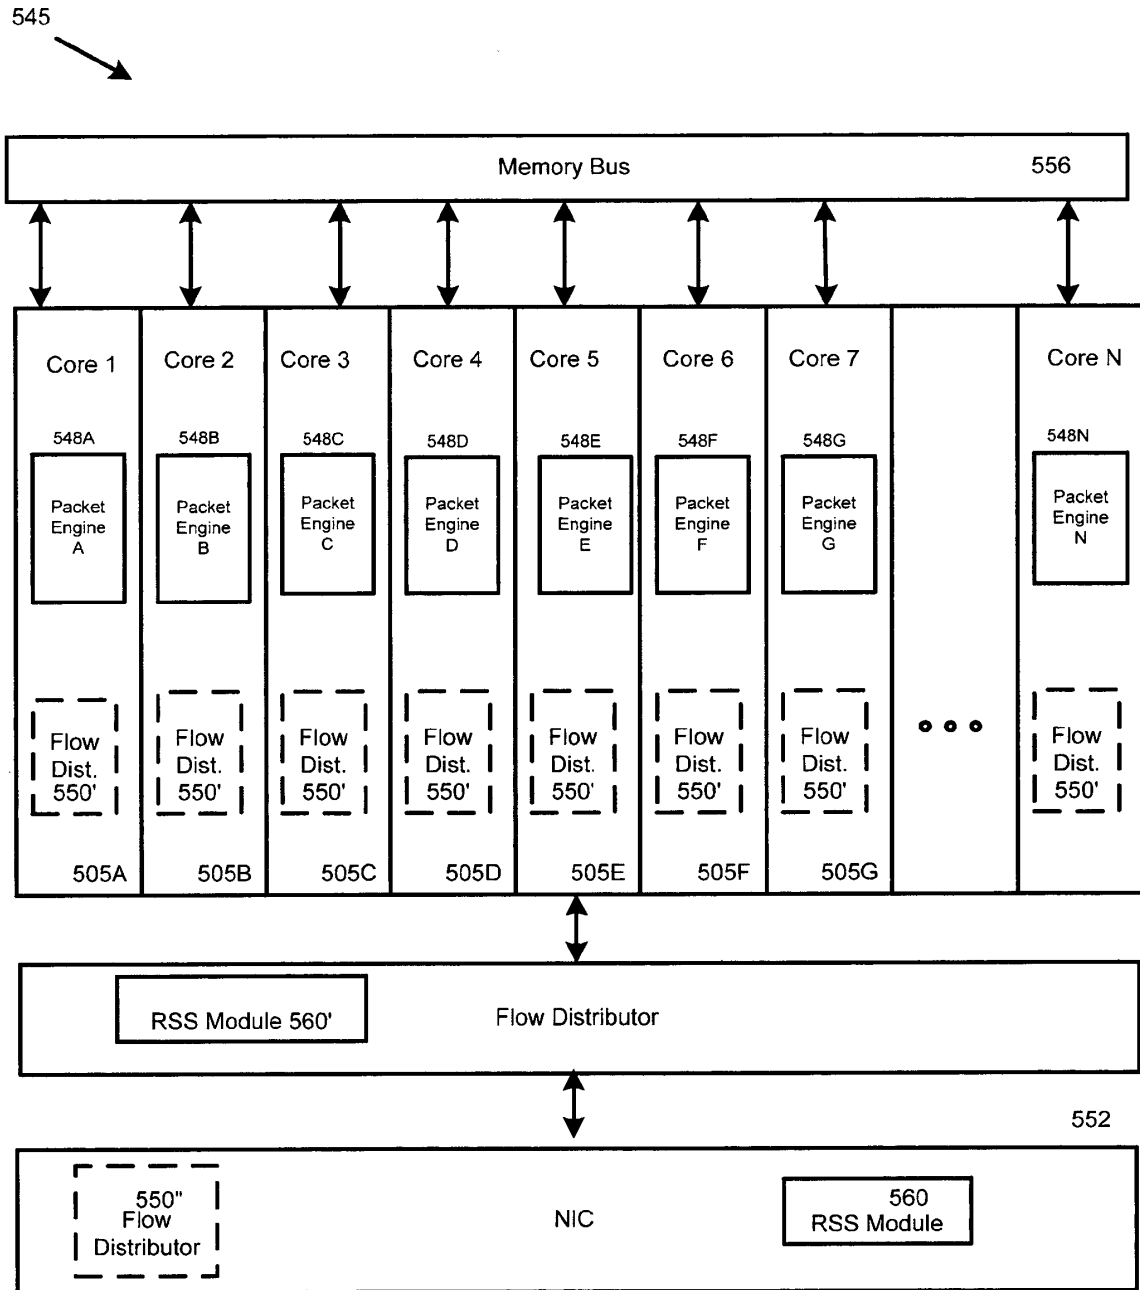 545
Memory Bus 556
Core 1 Core 2 Core 3 Core 4 Core 5 Core 6 Core 7 Core N
548A 548B 548C 548D 548E 548F 548G 548N
Packet Packet Packet Packet Packet Packet Packet Packet
Engine Engine Engine Engine Engine Engine Engine Engine
A B C D E F G N
Flow Flow Flow Flow Flow Flow Flow Flow
Dist. Dist. Dist. Dist. Dist. Dist. Dist. Dist.
550' 550' 550' 550' 550' 550' 550' 550'
505A 505B 505C 505D 505E 505F 505G
RSS Module 560' Flow Distributor
552
550"
Flow
Distributor
NIC
560
RSS Module